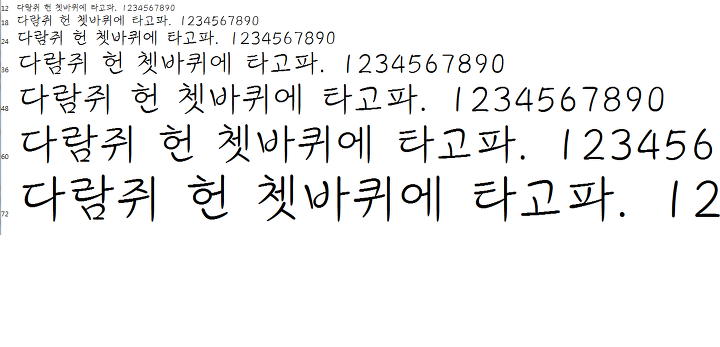 12 다람쥐 헌 쳇바퀴에 타고파. 1234567890
18 다람쥐 헌 쳇바퀴에 타고파. 1234567890
24 다람쥐 헌 쳇바퀴에 타고파. 1234567890
36 다람쥐 헌 쳇바퀴에 타고파. 1234567890
48 다람쥐 헌 쳇바퀴에 타고파. 1234567890
60 다람쥐 헌 쳇바퀴에 타고파. 123456
72 다람쥐 헌 쳇바퀴에 타고파. 12